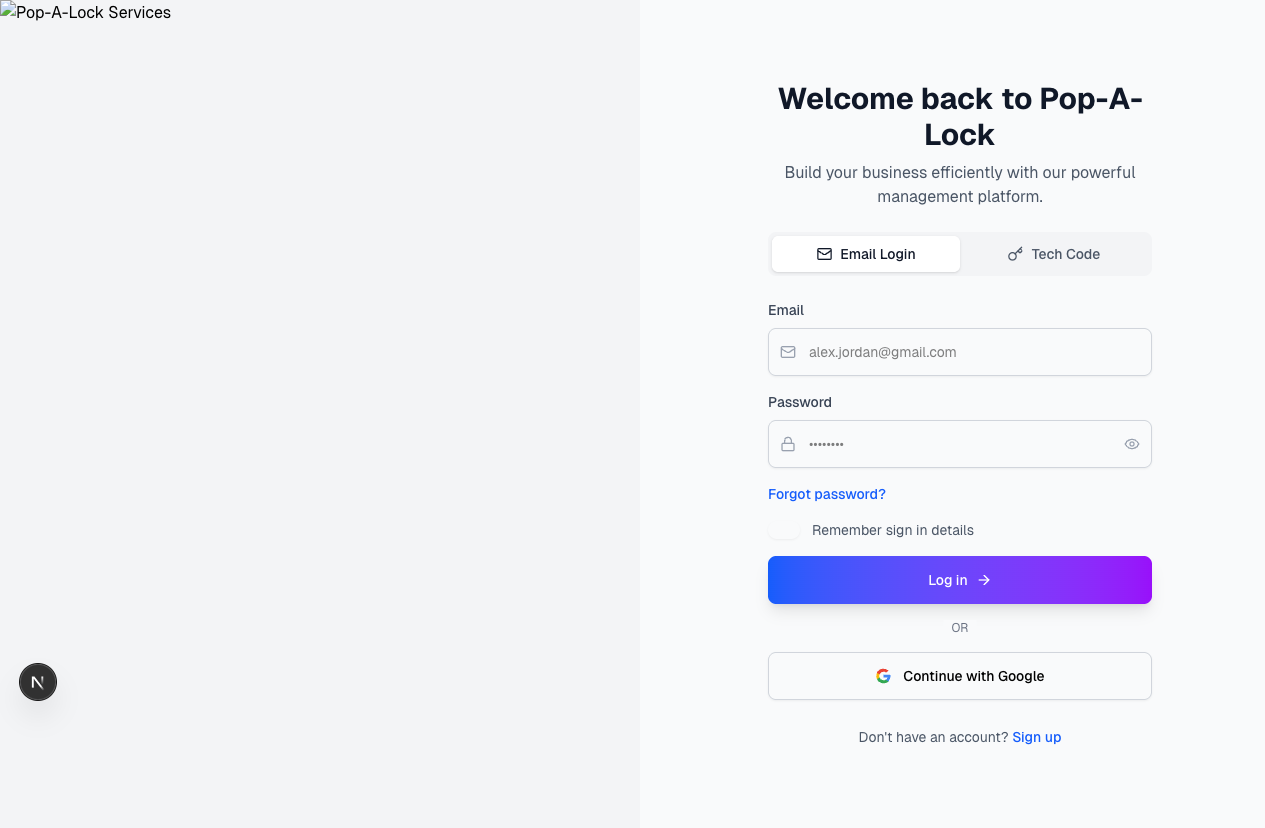 Pop-A-Lock Services
Welcome back to Pop-A-
Lock
Build your business efficiently with our powerful
management platform.
Email Login
Tech Code
Email
alex.jordan@gmail.com
Password
••••••••
Forgot password?
Remember sign in details
Log in
OR
Continue with Google
Don't have an account? Sign up
N